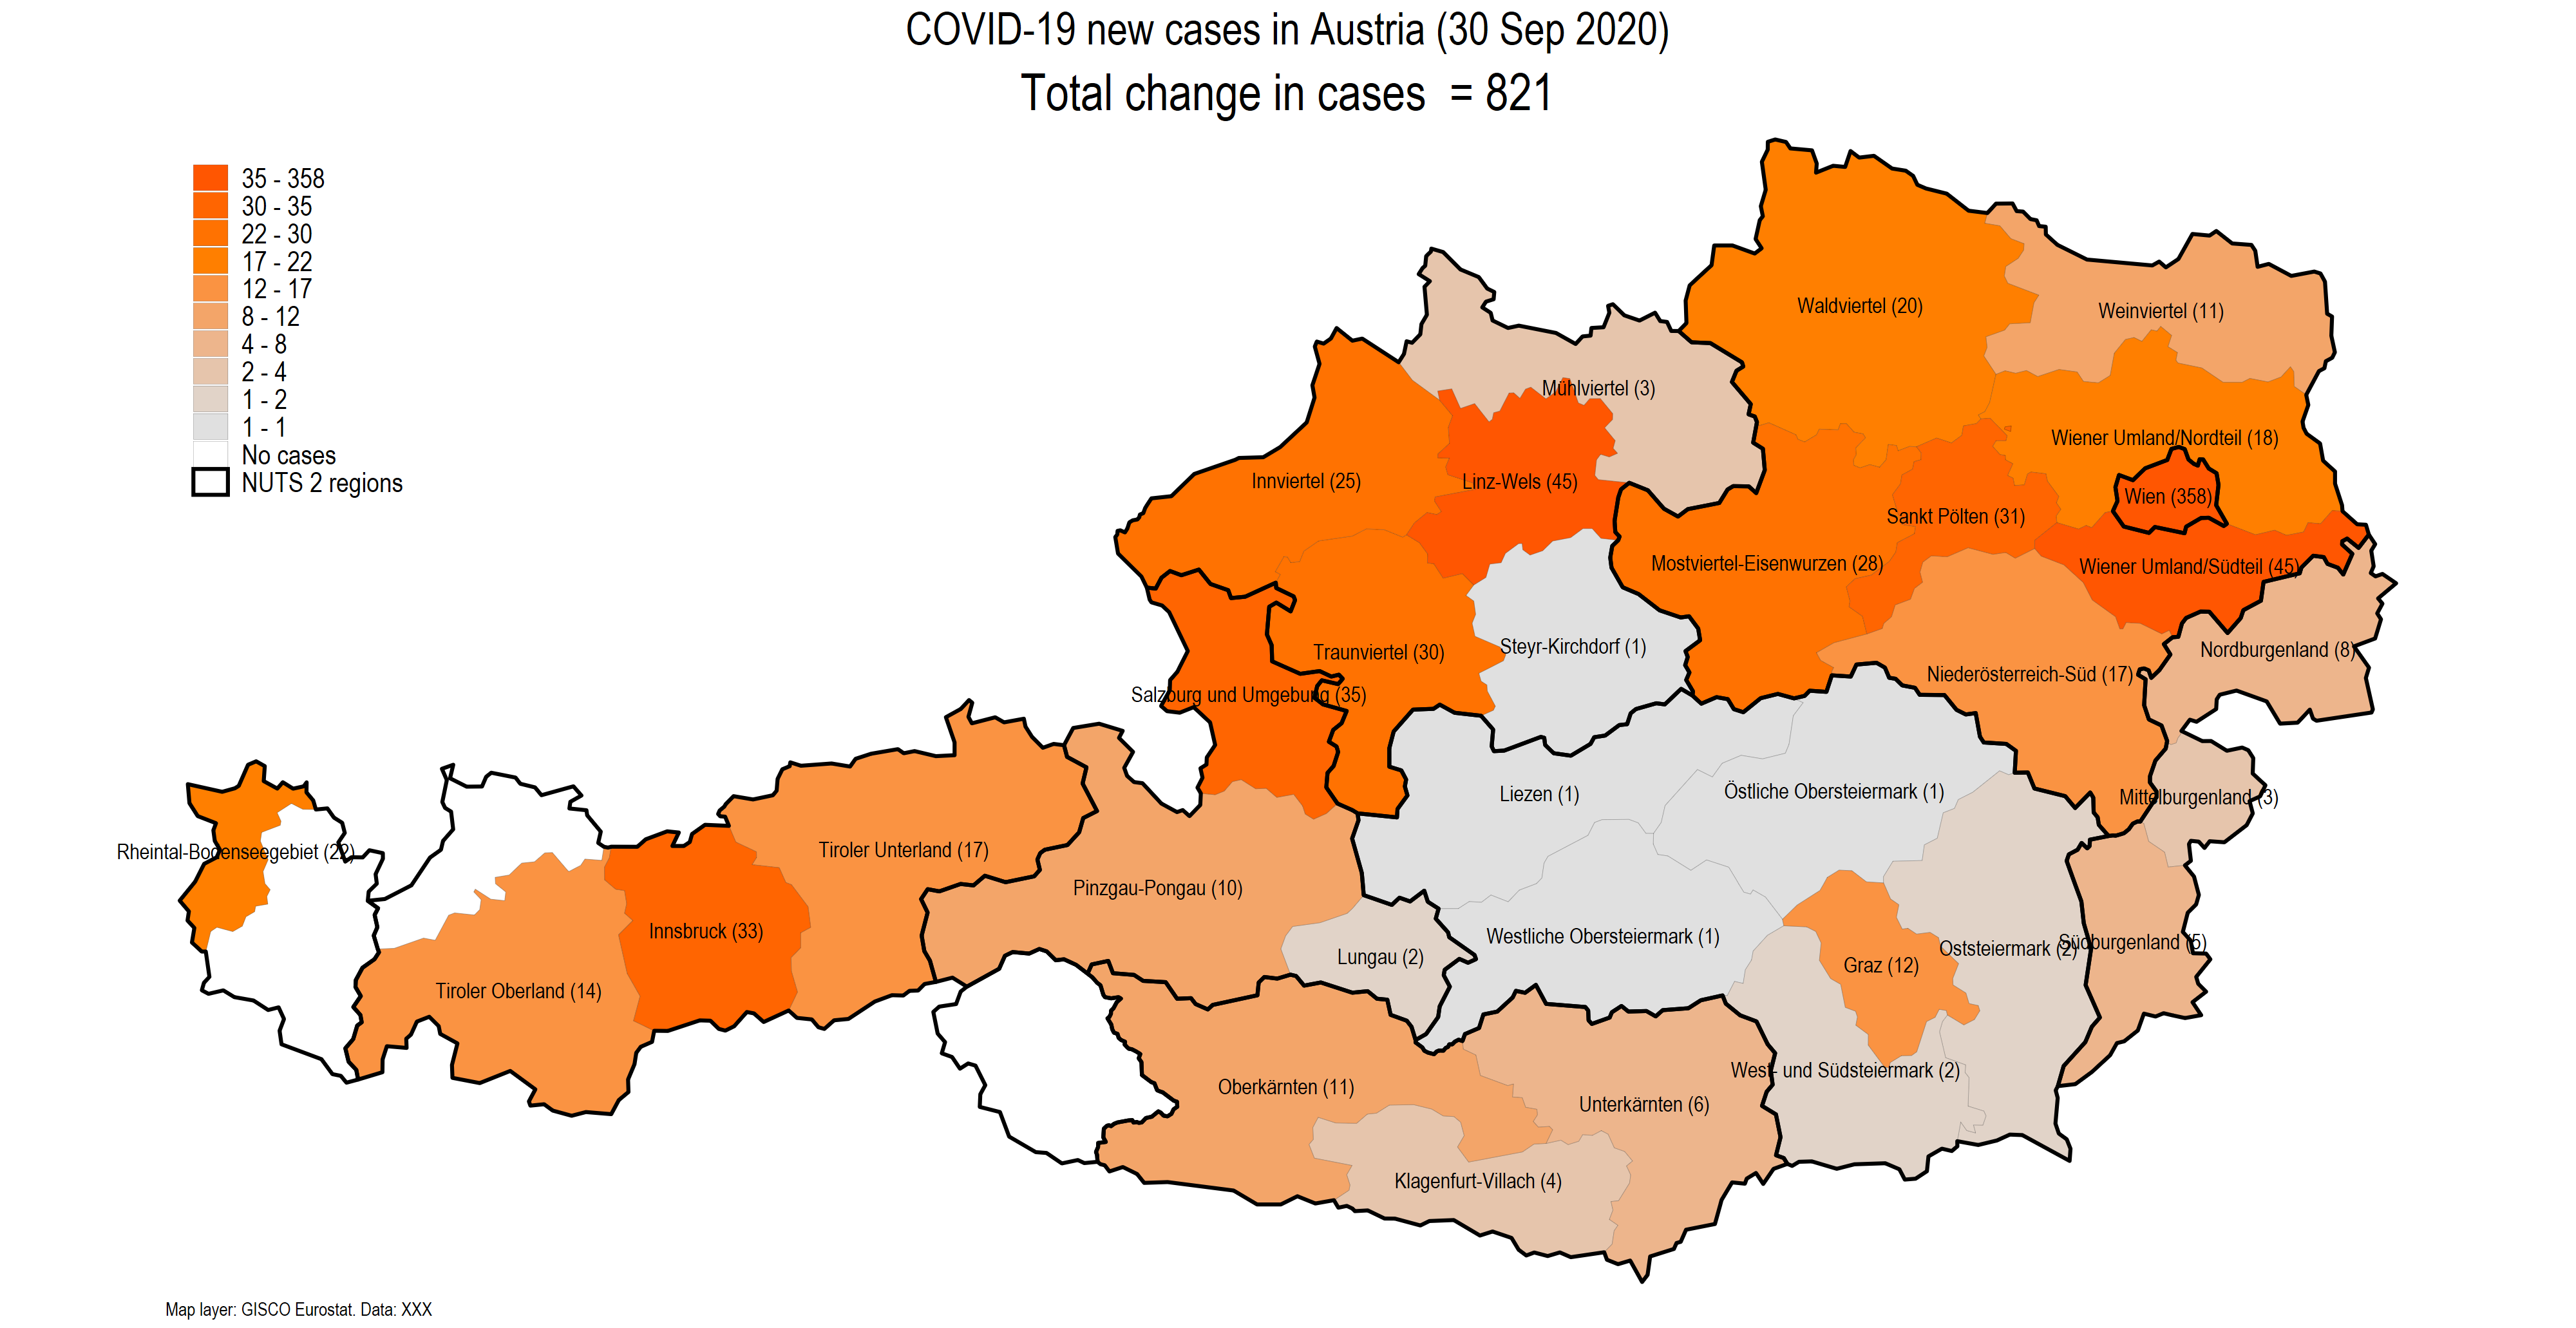 COVID-19 new cases in Austria (30 Sep 2020)
Total change in cases = 821
35 - 358
30 - 35
22 - 30
17 - 22
12 - 17
8 - 12
4 - 8
2 - 4
1 - 2
1 - 1
No cases
NUTS 2 regions
Waldviertel (20)
Weinviertel (11)
Mühlviertel (3)
Wiener Umland/Nordteil (18)
Innviertel (25)
Linz-Wels (45)
Wien (358)
Sankt Pölten (31)
Mostviertel-Eisenwurzen (28)
Wiener Umland/Südteil (45)
Traunviertel (30)
Steyr-Kirchdorf (1)
Nordburgenland (8)
Niederösterreich-Süd (17)
Salzburg und Umgebung (35)
Liezen (1)
Östliche Obersteiermark (1)
Mittelburgenland (3)
Rheintal-Bodenseegebiet (22)
Tiroler Unterland (17)
Pinzgau-Pongau (10)
Innsbruck (33)
Westliche Obersteiermark (1)
Lungau (2)
Graz (12)
Oststeiermark (2)
Südburgenland (5)
Tiroler Oberland (14)
West- und Südsteiermark (2)
Oberkärnten (11)
Unterkärnten (6)
Klagenfurt-Villach (4)
Map layer: GISCO Eurostat. Data: XXX